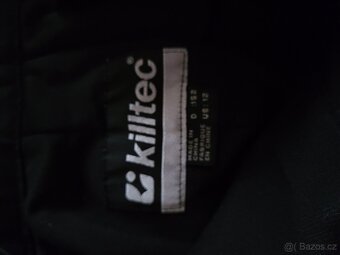 killtec®
MADE IN
CHINA
FABRIQUE
EN CHINE
D 152
US 12
Bazos.cz